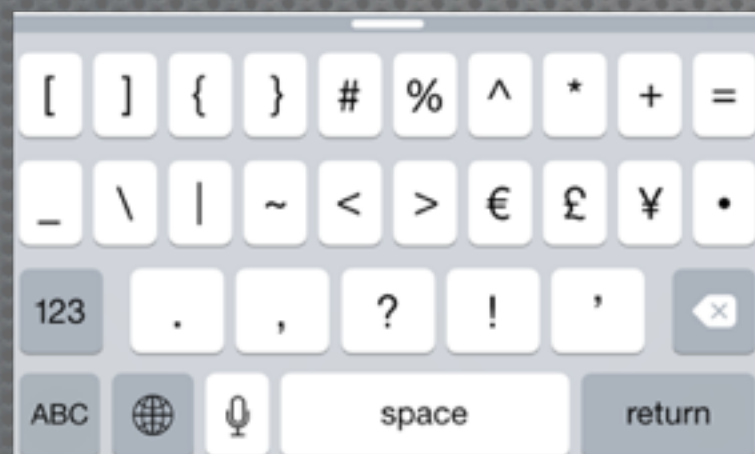 [ ] { } # % ^ * + =
_ \ | ~ < > € £ ¥ •
123 . , ? ! ’
ABC space return